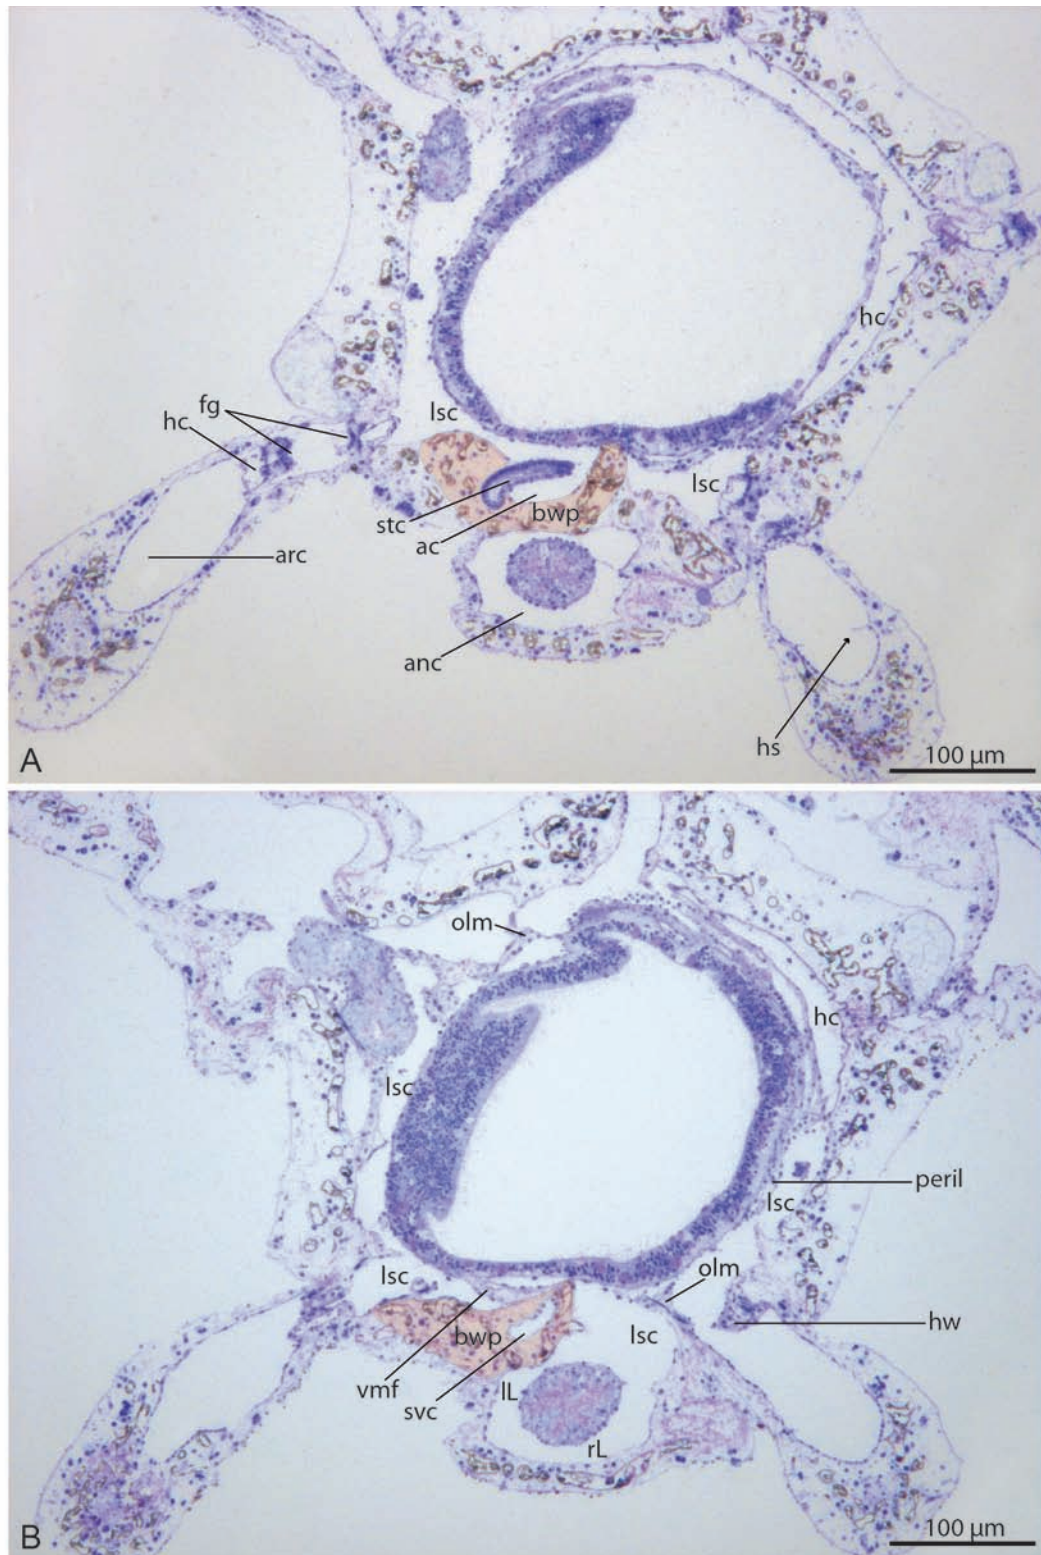 hc
fg
lsc
hc
lsc
stc
bwp
ac
arc
anc
hs
A
100 µm
olm
hc
lsc
peril
lsc
olm
lsc
bwp
lsc
hw
vmf
lL
svc
rL
B
100 µm